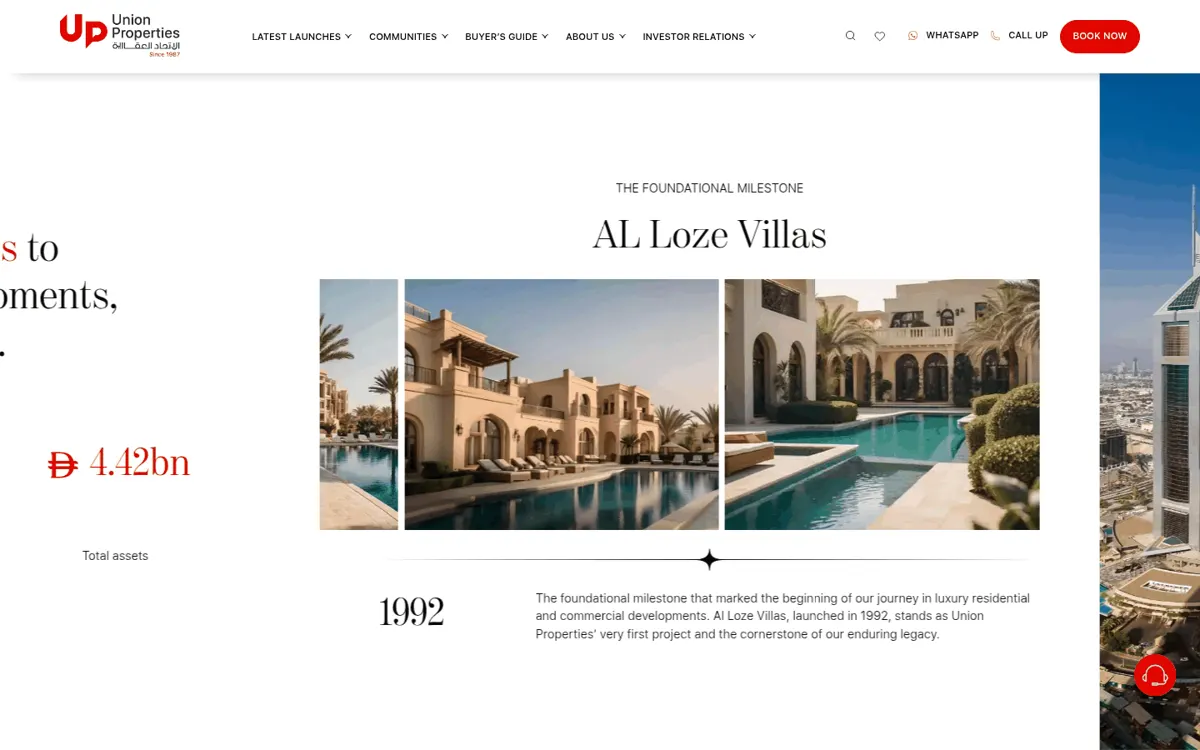 Up Union
Properties
الاتحاد العقارية
Since 1987
LATEST LAUNCHES
COMMUNITIES
BUYER'S GUIDE
ABOUT US
INVESTOR RELATIONS
WHATSAPP
CALL UP
BOOK NOW
s to
oments,
.
4.42bn
Total assets
THE FOUNDATIONAL MILESTONE
AL Loze Villas
1992
The foundational milestone that marked the beginning of our journey in luxury residential
and commercial developments. Al Loze Villas, launched in 1992, stands as Union
Properties' very first project and the cornerstone of our enduring legacy.